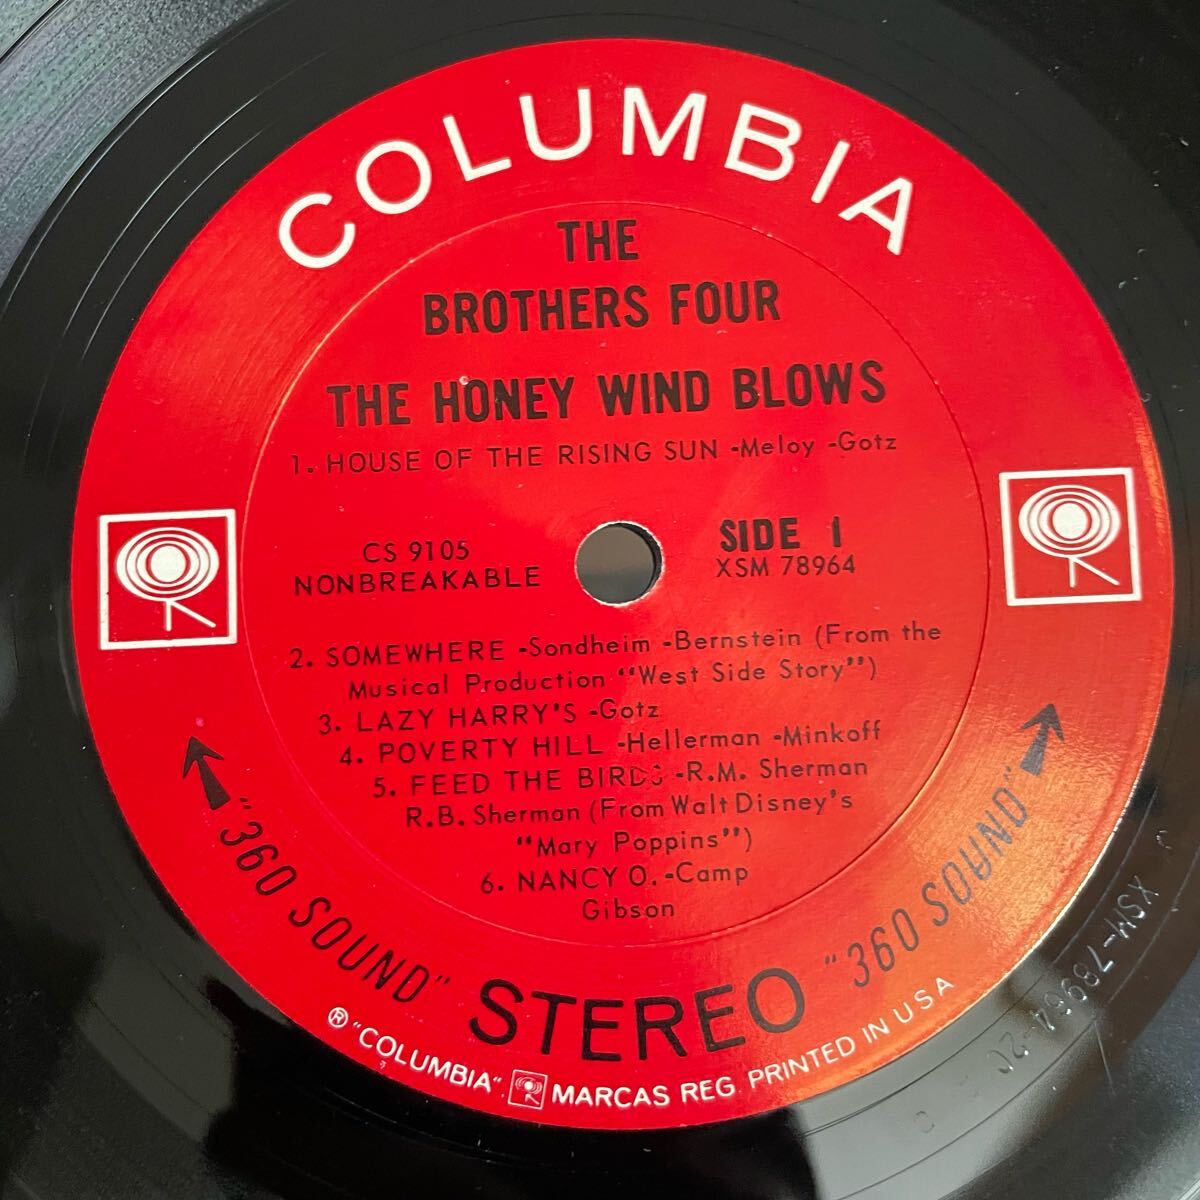 COLUMBIA
THE
BROTHERS FOUR
THE HONEY WIND BLOWS
1. HOUSE OF THE RISING SUN -Meloy -Gotz
CS 9105
NONBREAKABLE
SIDE 1
XSM 78964
2. SOMEWHERE -Sondheim -Bernstein (From the
Musical Production "West Side Story")
3. LAZY HARRY'S -Gotz
4. POVERTY HILL -Hellerman -Minkoff
5. FEED THE BIRDS -R.M. Sherman
R.B. Sherman (From Walt Disney's
"Mary Poppins")
6. NANCY O. -Camp
Gibson
"360 SOUND" STEREO "360 SOUND"
® "COLUMBIA" MARCAS REG. PRINTED IN U S A
XSM-78964-2C